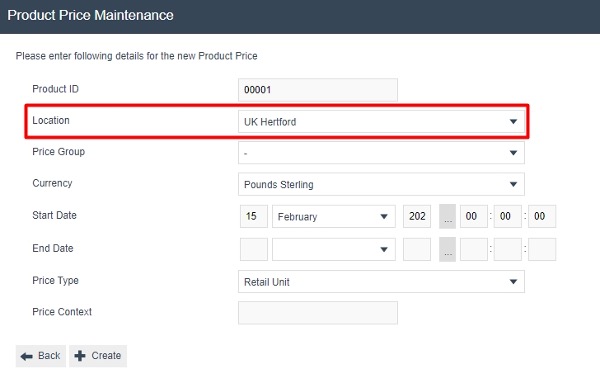 Product Price Maintenance
Please enter following details for the new Product Price
Product ID 00001
Location UK Hertford
Price Group -
Currency Pounds Sterling
Start Date 15 February 202 ... 00 : 00 : 00
End Date ... : :
Price Type Retail Unit
Price Context
Back Create